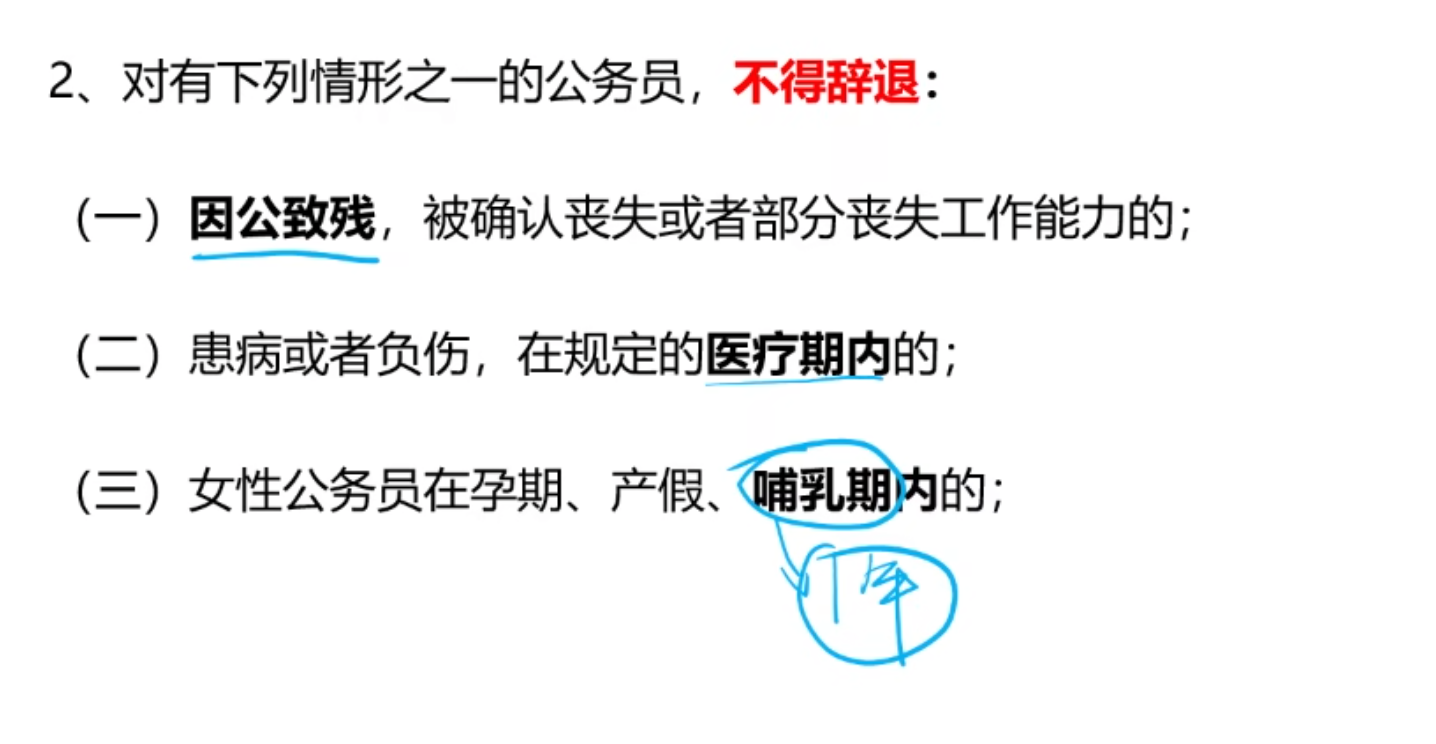 2、对有下列情形之一的公务员，不得辞退：
（一）因公致残，被确认丧失或者部分丧失工作能力的；
（二）患病或者负伤，在规定的医疗期内的；
（三）女性公务员在孕期、产假、哺乳期内的；
1年